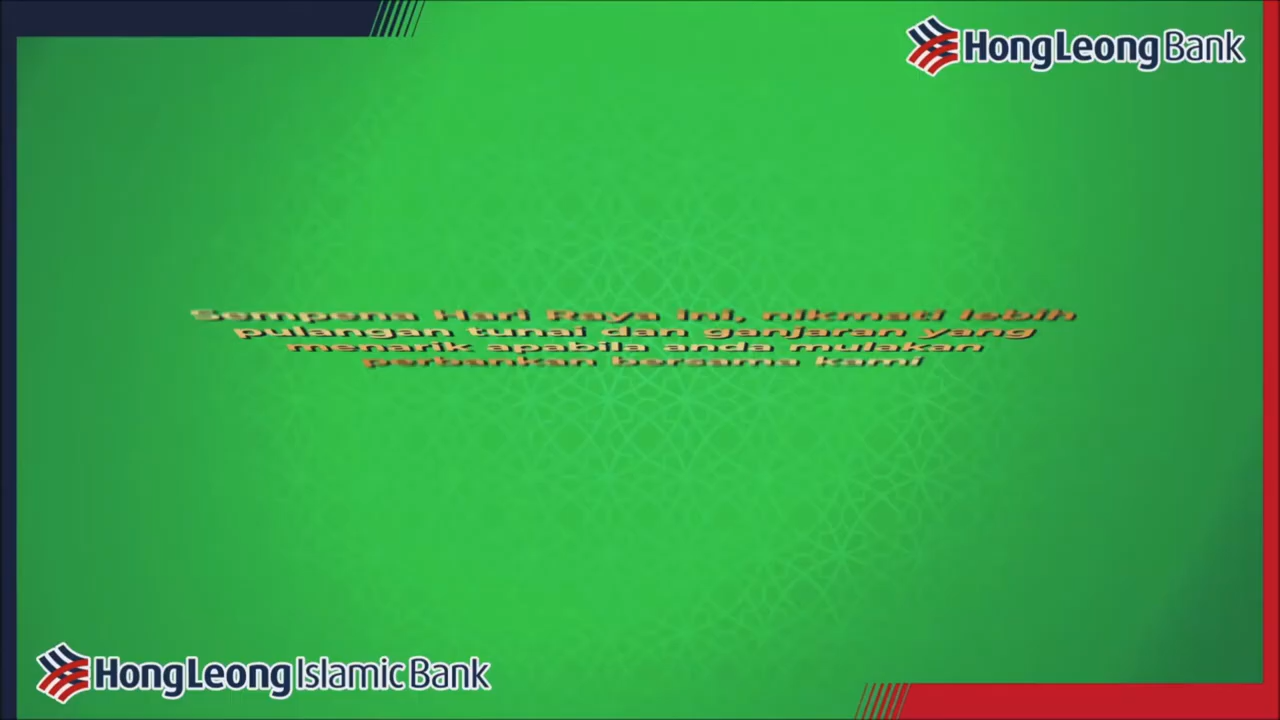 HongLeong Bank
Sempena Hari Raya Ini, nikmati lebih
pulangan tunai dan ganjaran yang
menarik apabila anda mulakan
perbankan bersama kami
HongLeong Islamic Bank